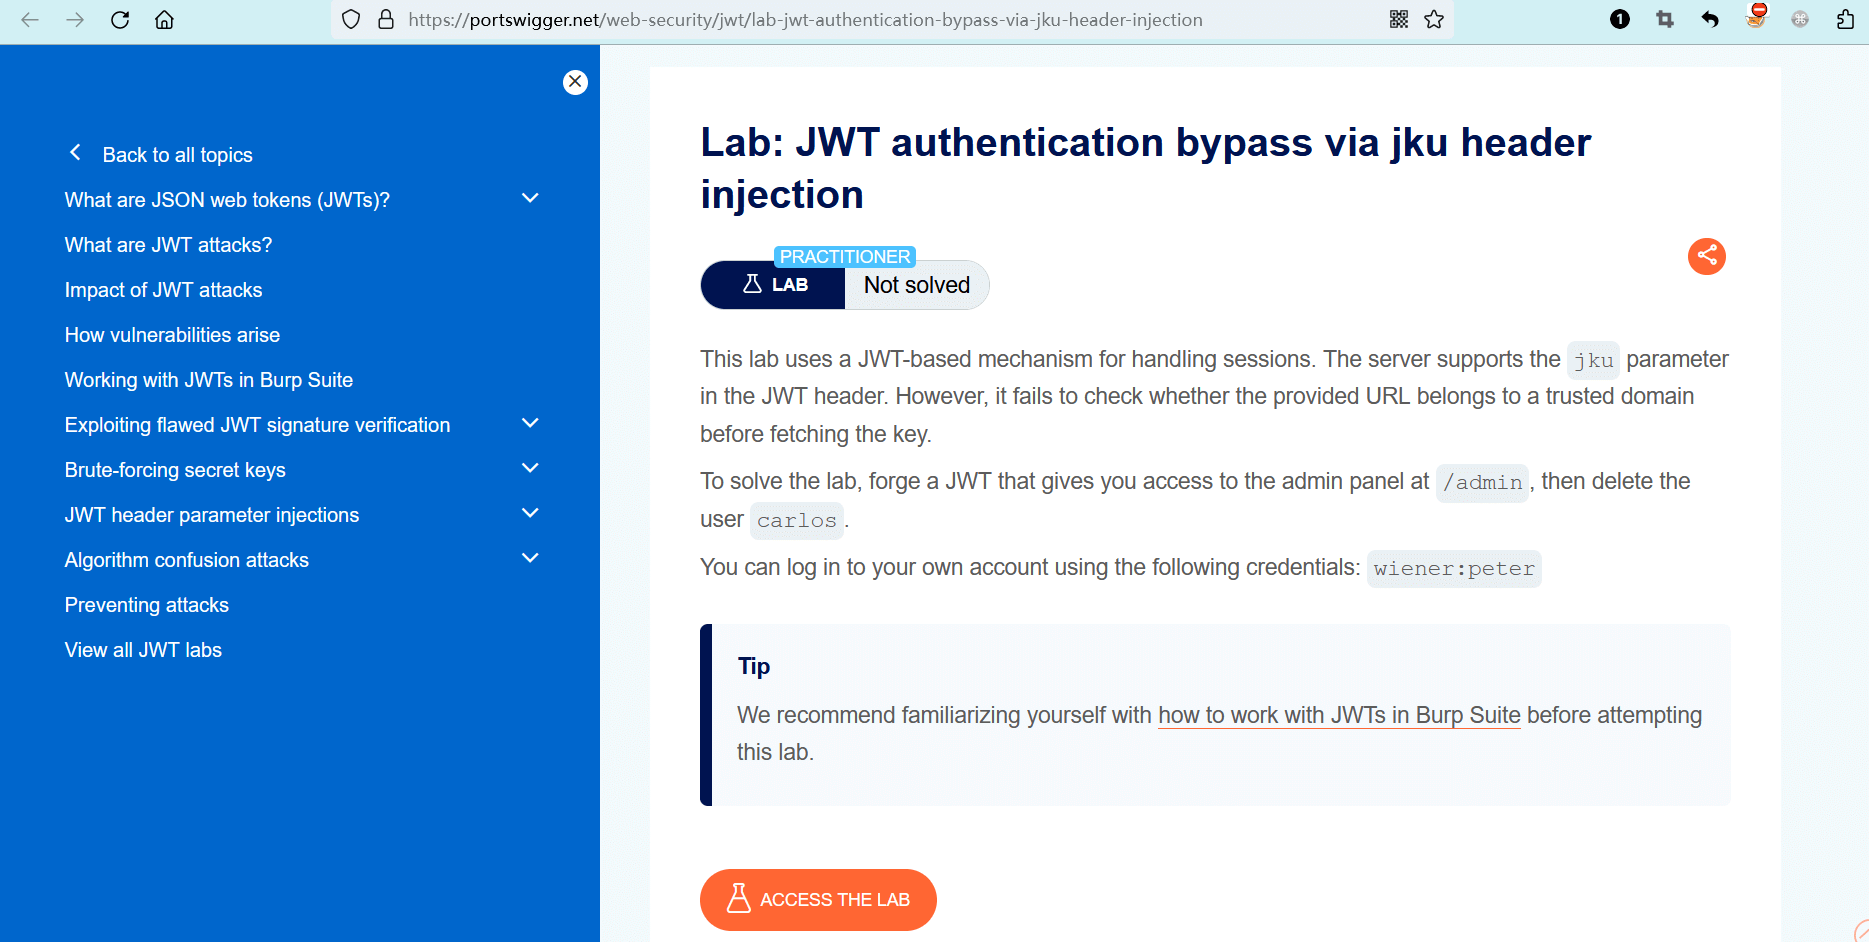 https://portswigger.net/web-security/jwt/lab-jwt-authentication-bypass-via-jku-header-injection
1
Back to all topics
What are JSON web tokens (JWTs)?
What are JWT attacks?
Impact of JWT attacks
How vulnerabilities arise
Working with JWTs in Burp Suite
Exploiting flawed JWT signature verification
Brute-forcing secret keys
JWT header parameter injections
Algorithm confusion attacks
Preventing attacks
View all JWT labs
Lab: JWT authentication bypass via jku header
injection
PRACTITIONER
LAB
Not solved
This lab uses a JWT-based mechanism for handling sessions. The server supports the jku parameter
in the JWT header. However, it fails to check whether the provided URL belongs to a trusted domain
before fetching the key.
To solve the lab, forge a JWT that gives you access to the admin panel at /admin, then delete the
user carlos.
You can log in to your own account using the following credentials: wiener:peter
Tip
We recommend familiarizing yourself with how to work with JWTs in Burp Suite before attempting
this lab.
ACCESS THE LAB